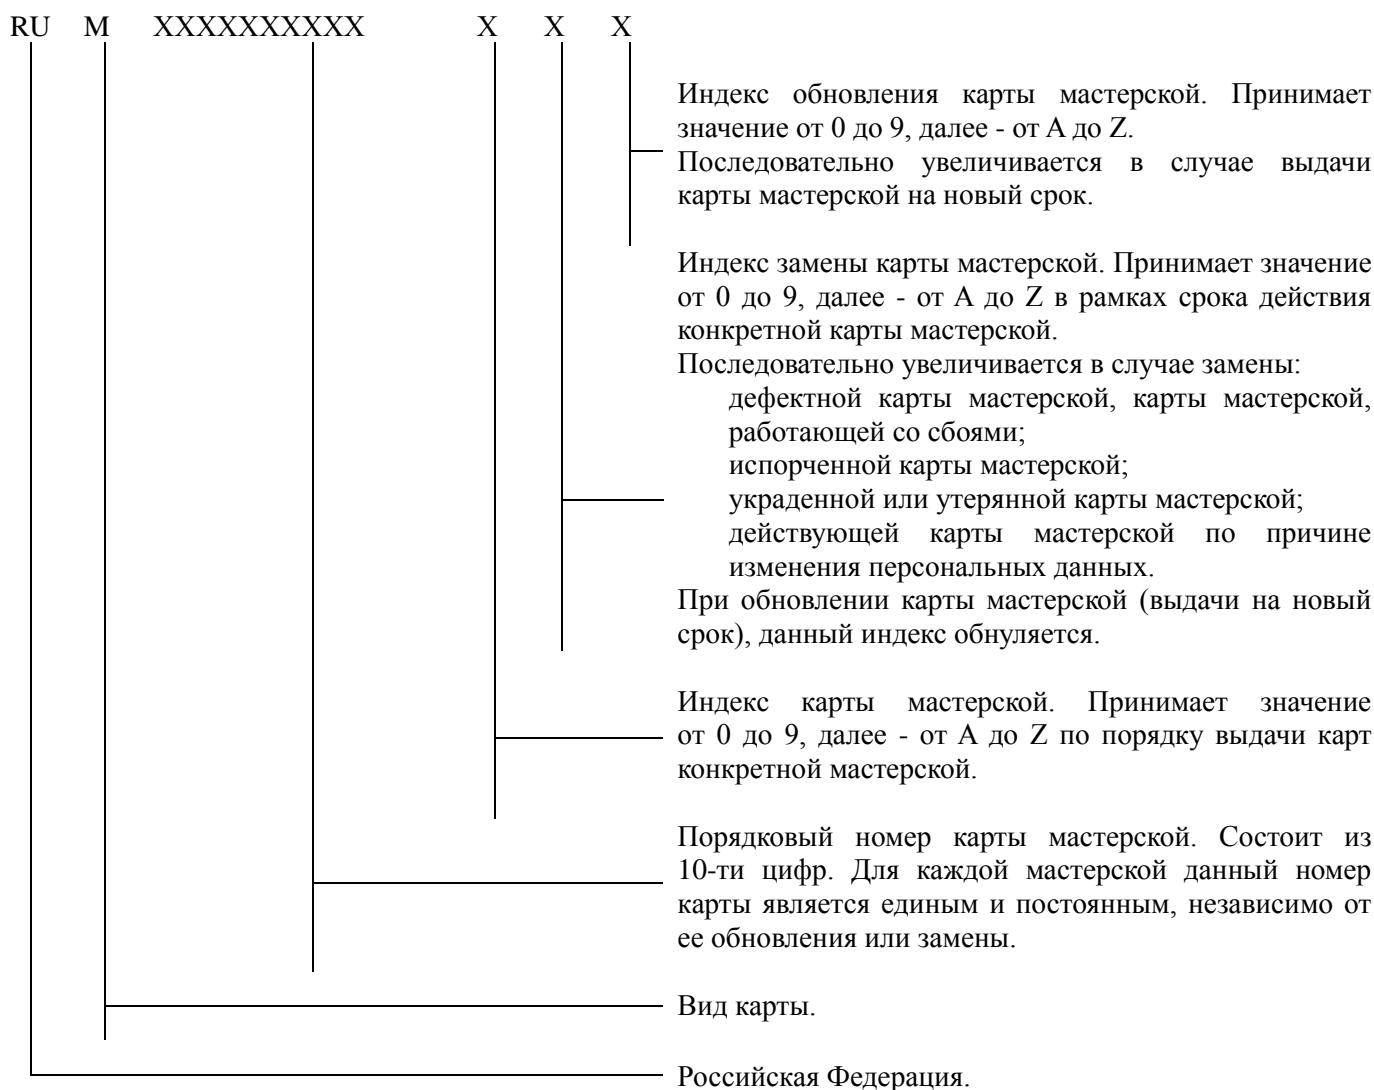 RU M XXXXXXXXXX X X X
Индекс обновления карты мастерской. Принимает
значение от 0 до 9, далее - от A до Z.
Последовательно увеличивается в случае выдачи
карты мастерской на новый срок.
Индекс замены карты мастерской. Принимает значение
от 0 до 9, далее - от A до Z в рамках срока действия
конкретной карты мастерской.
Последовательно увеличивается в случае замены:
дефектной карты мастерской, карты мастерской,
работающей со сбоями;
испорченной карты мастерской;
украденной или утерянной карты мастерской;
действующей карты мастерской по причине
изменения персональных данных.
При обновлении карты мастерской (выдачи на новый
срок), данный индекс обнуляется.
Индекс карты мастерской. Принимает значение
от 0 до 9, далее - от A до Z по порядку выдачи карт
конкретной мастерской.
Порядковый номер карты мастерской. Состоит из
10-ти цифр. Для каждой мастерской данный номер
карты является единым и постоянным, независимо от
ее обновления или замены.
Вид карты.
Российская Федерация.